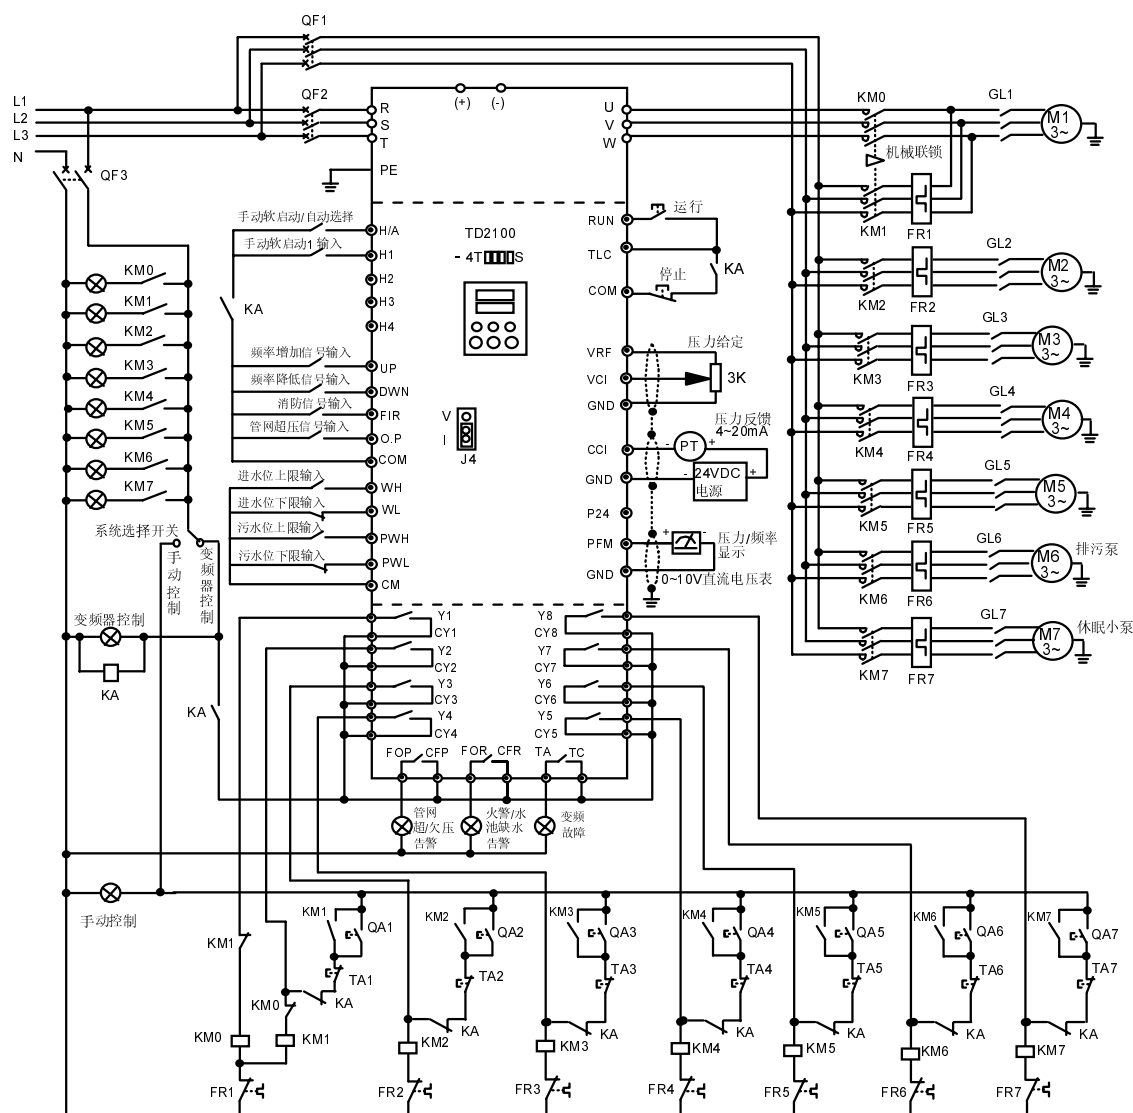 QF1
L1
L2
L3
N
QF2
QF3
(+)
(-)
R
S
T
PE
U
V
W
KM0
GL1
M1
3~
机械联锁
KM1
FR1
手动软启动/自动选择
H/A
手动软启动1 输入
H1
H2
H3
H4
KA
TD2100
- 4T S
RUN
运行
TLC
KA
停止
COM
GL2
M2
3~
KM2
FR2
GL3
M3
3~
KM3
FR3
GL4
M4
3~
KM4
FR4
GL5
M5
3~
KM5
FR5
GL6
M6
3~
排污泵
KM6
FR6
GL7
M7
3~
休眠小泵
KM7
FR7
KM0
KM1
KM2
KM3
KM4
KM5
KM6
KM7
频率增加信号输入
UP
频率降低信号输入
DWN
消防信号输入
FIR
管网超压信号输入
O.P
COM
进水位上限输入
WH
进水位下限输入
WL
污水位上限输入
PWH
污水位下限输入
PWL
CM
V
I
J4
VRF
压力给定
VCI
3K
GND
压力反馈
4~20mA
CCI
-
PT
+
GND
-
24VDC
电源
+
P24
PFM
+
-
压力/频率
显示
GND
0~10V直流电压表
系统选择开关
手动控制
变频器控制
变频器控制
KA
KA
Y1
CY1
Y2
CY2
Y3
CY3
Y4
CY4
Y8
CY8
Y7
CY7
Y6
CY6
Y5
CY5
FOP
CFP
FOR
CFR
TA
TC
管网
超/欠压
告警
火警/水
池缺水
告警
变频
故障
手动控制
KM1
KM1
QA1
TA1
KM0
KA
KM0
KM1
FR1
KM2
QA2
TA2
KA
KM2
FR2
KM3
QA3
TA3
KA
KM3
FR3
KM4
QA4
TA4
KA
KM4
FR4
KM5
QA5
TA5
KA
KM5
FR5
KM6
QA6
TA6
KA
KM6
FR6
KM7
QA7
TA7
KA
KM7
FR7